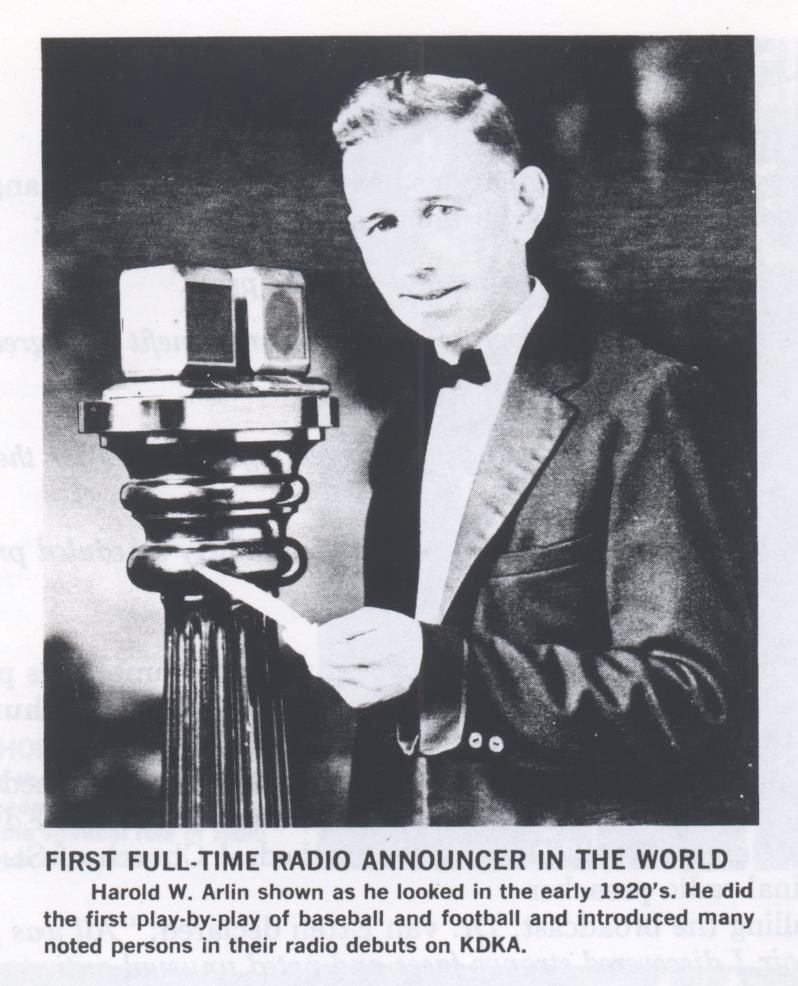 FIRST FULL-TIME RADIO ANNOUNCER IN THE WORLD
Harold W. Arlin shown as he looked in the early 1920's. He did
the first play-by-play of baseball and football and introduced many
noted persons in their radio debuts on KDKA.